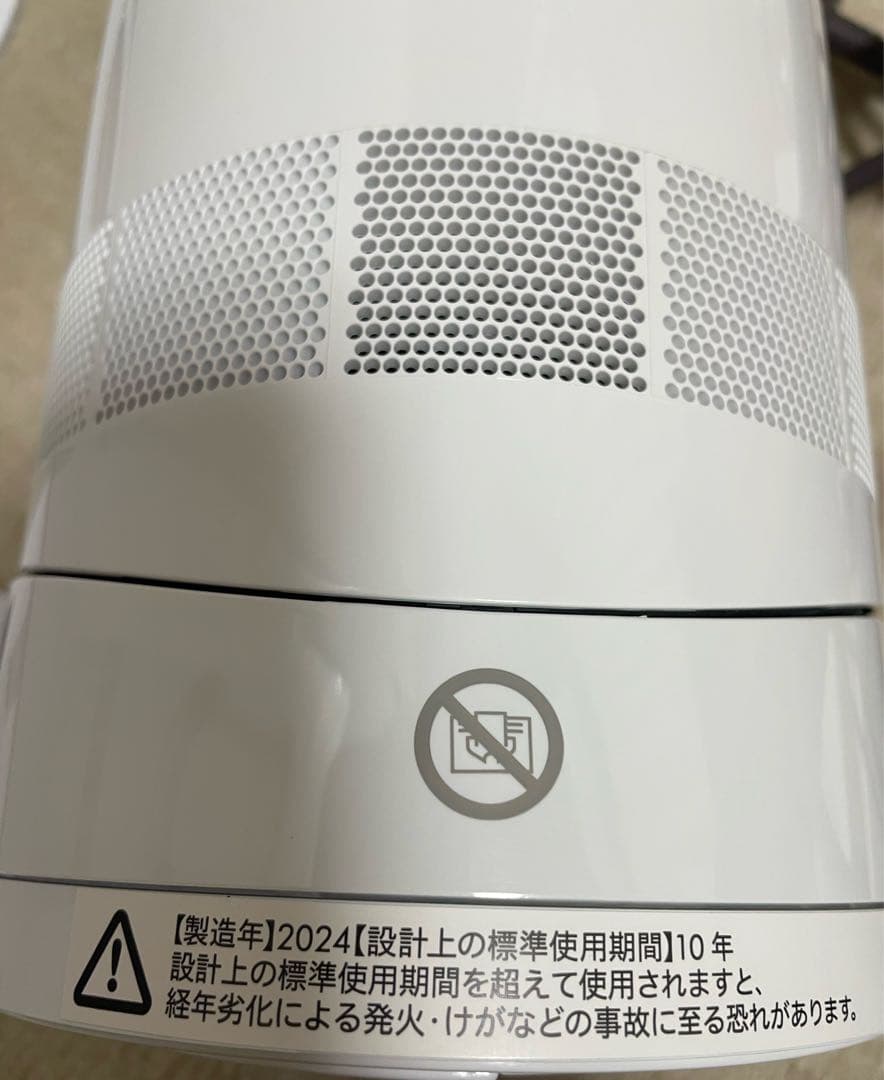 【製造年】2024【設計上の標準使用期間】10年
設計上の標準使用期間を超えて使用されますと、
経年劣化による発火・けがなどの事故に至る恐れがあります。